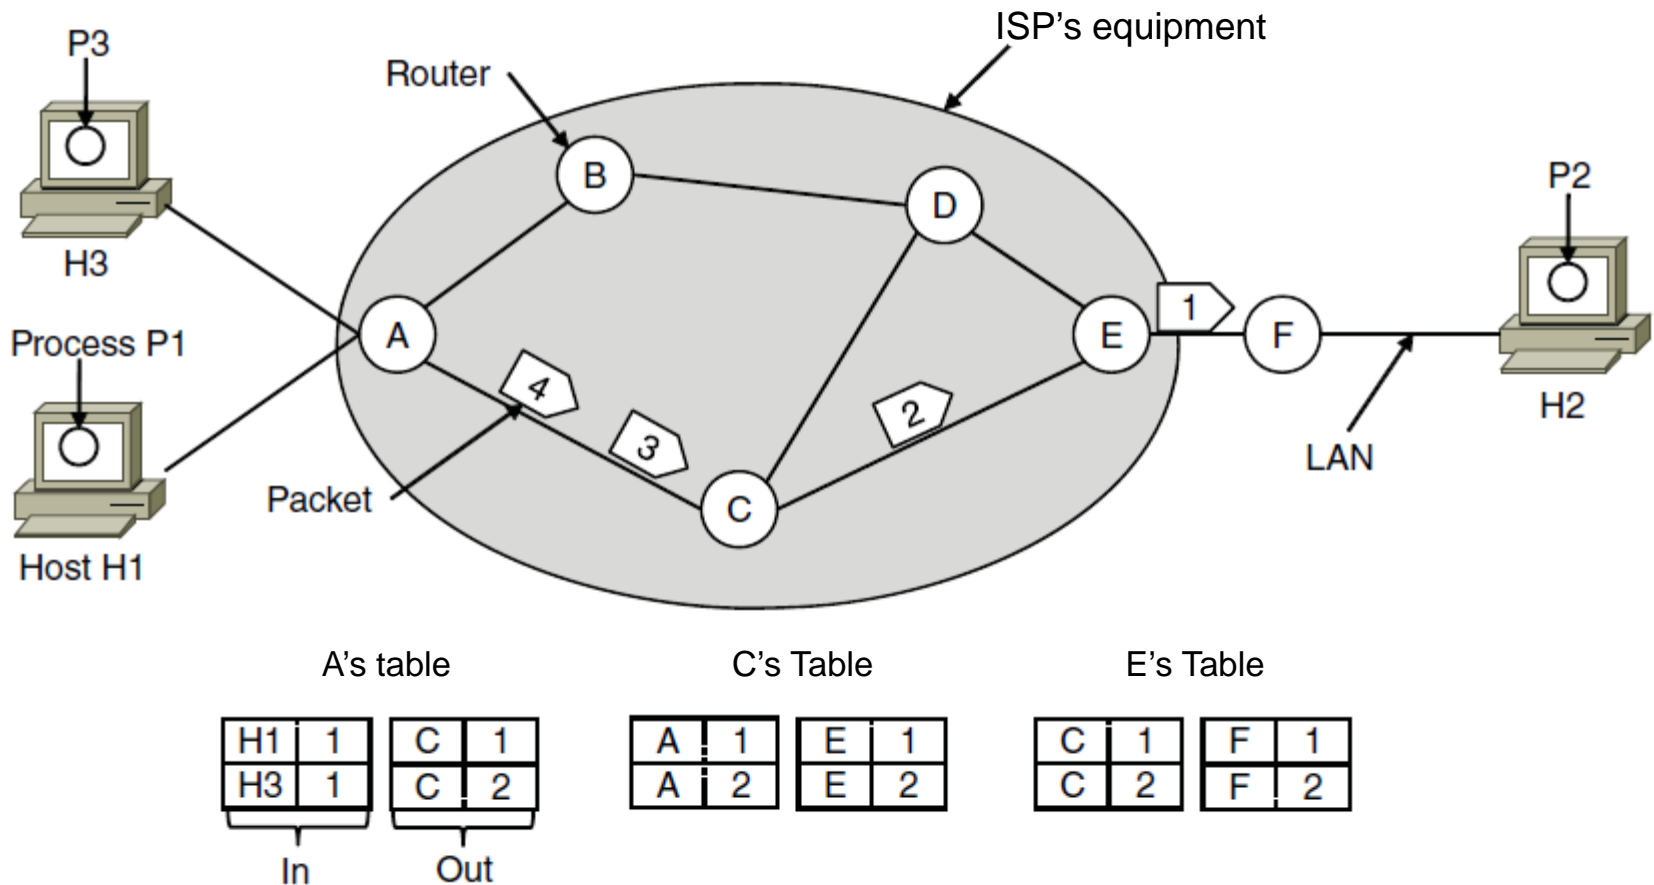 ISP's equipment
P3
Router
B
D
P2
H3
Process P1
A
E
1
F
4
3
2
H2
LAN
Packet
C
Host H1
A's table
C's Table
E's Table
H1 1 C 1 A 1 E 1 C 1 F 1
H3 1 C 2 A 2 E 2 C 2 F 2
In Out